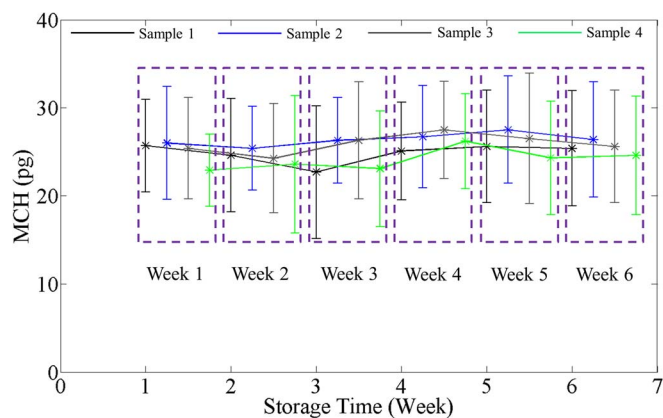 40
Sample 1 Sample 2 Sample 3 Sample 4
30
20
MCH (pg)
Week 1 Week 2 Week 3 Week 4 Week 5 Week 6
10
0
0 1 2 3 4 5 6 7
Storage Time (Week)